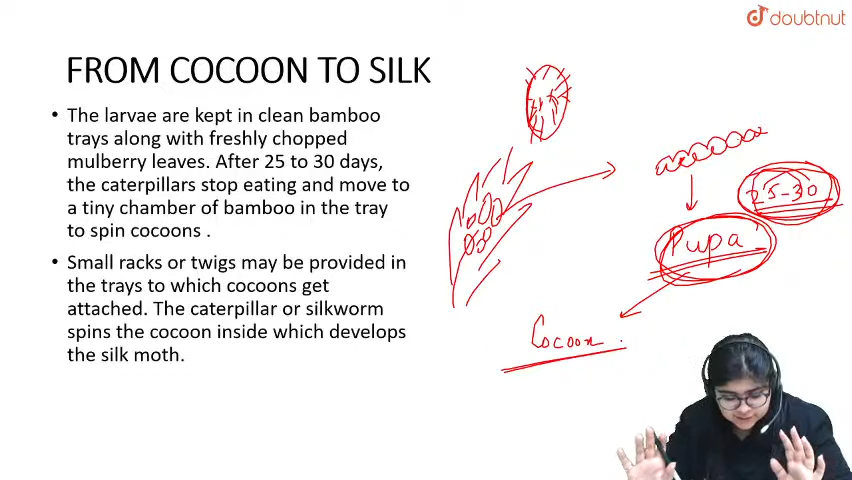 doubtnut
FROM COCOON TO SILK
• The larvae are kept in clean bamboo
trays along with freshly chopped
mulberry leaves. After 25 to 30 days,
the caterpillars stop eating and move to
a tiny chamber of bamboo in the tray
to spin cocoons .
• Small racks or twigs may be provided in
the trays to which cocoons get
attached. The caterpillar or silkworm
spins the cocoon inside which develops
the silk moth.
25-30
Pupa
Cocoon